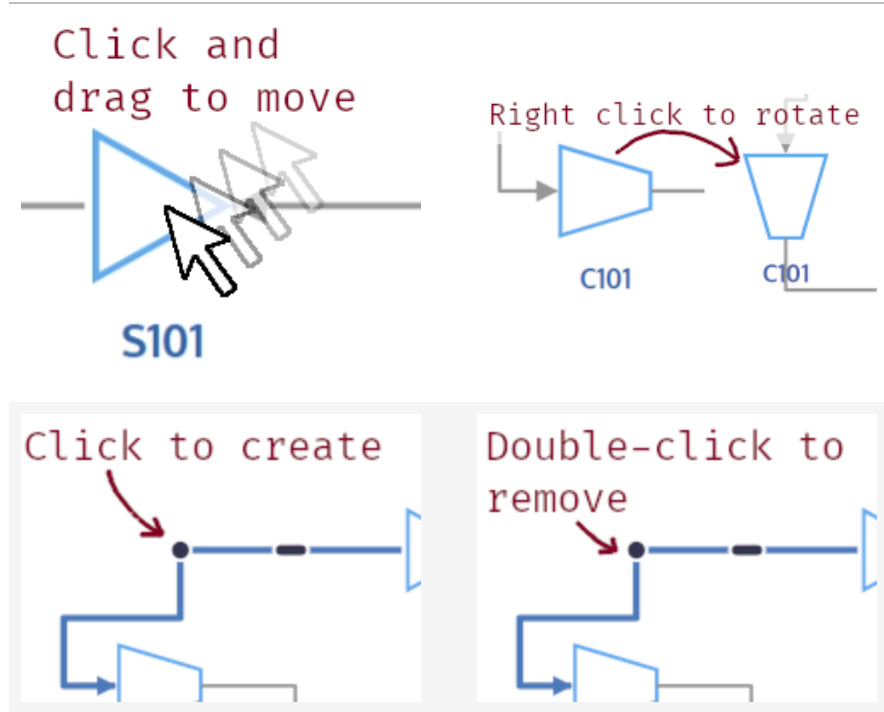 Click and
drag to move
S101
Right click to rotate
C101
C101
Click to create
Double-click to
remove